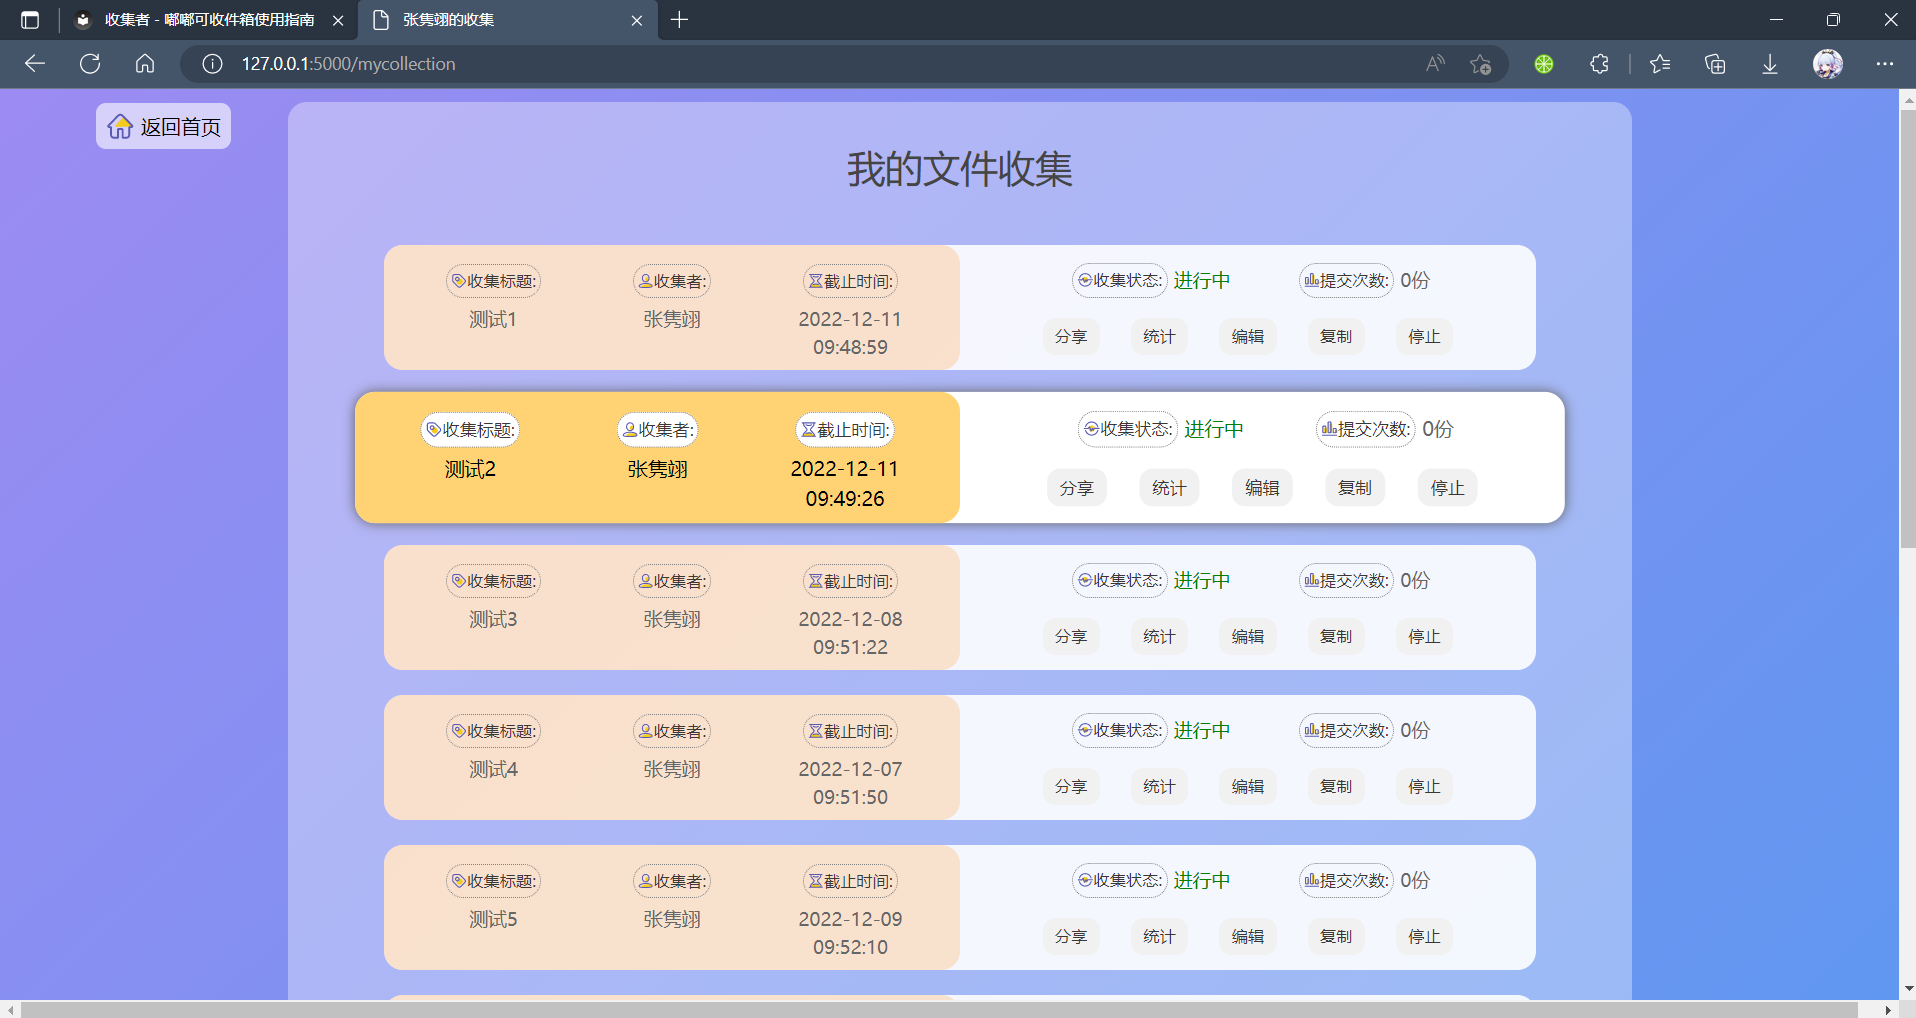 收集者 - 嘟嘟可收件箱使用指南
张隽翊的收集
127.0.0.1:5000/mycollection
返回首页
我的文件收集
收集标题: 收集者: 截止时间: 收集状态: 进行中 提交次数: 0份
测试1 张隽翊 2022-12-11
09:48:59
分享 统计 编辑 复制 停止
收集标题: 收集者: 截止时间: 收集状态: 进行中 提交次数: 0份
测试2 张隽翊 2022-12-11
09:49:26
分享 统计 编辑 复制 停止
收集标题: 收集者: 截止时间: 收集状态: 进行中 提交次数: 0份
测试3 张隽翊 2022-12-08
09:51:22
分享 统计 编辑 复制 停止
收集标题: 收集者: 截止时间: 收集状态: 进行中 提交次数: 0份
测试4 张隽翊 2022-12-07
09:51:50
分享 统计 编辑 复制 停止
收集标题: 收集者: 截止时间: 收集状态: 进行中 提交次数: 0份
测试5 张隽翊 2022-12-09
09:52:10
分享 统计 编辑 复制 停止